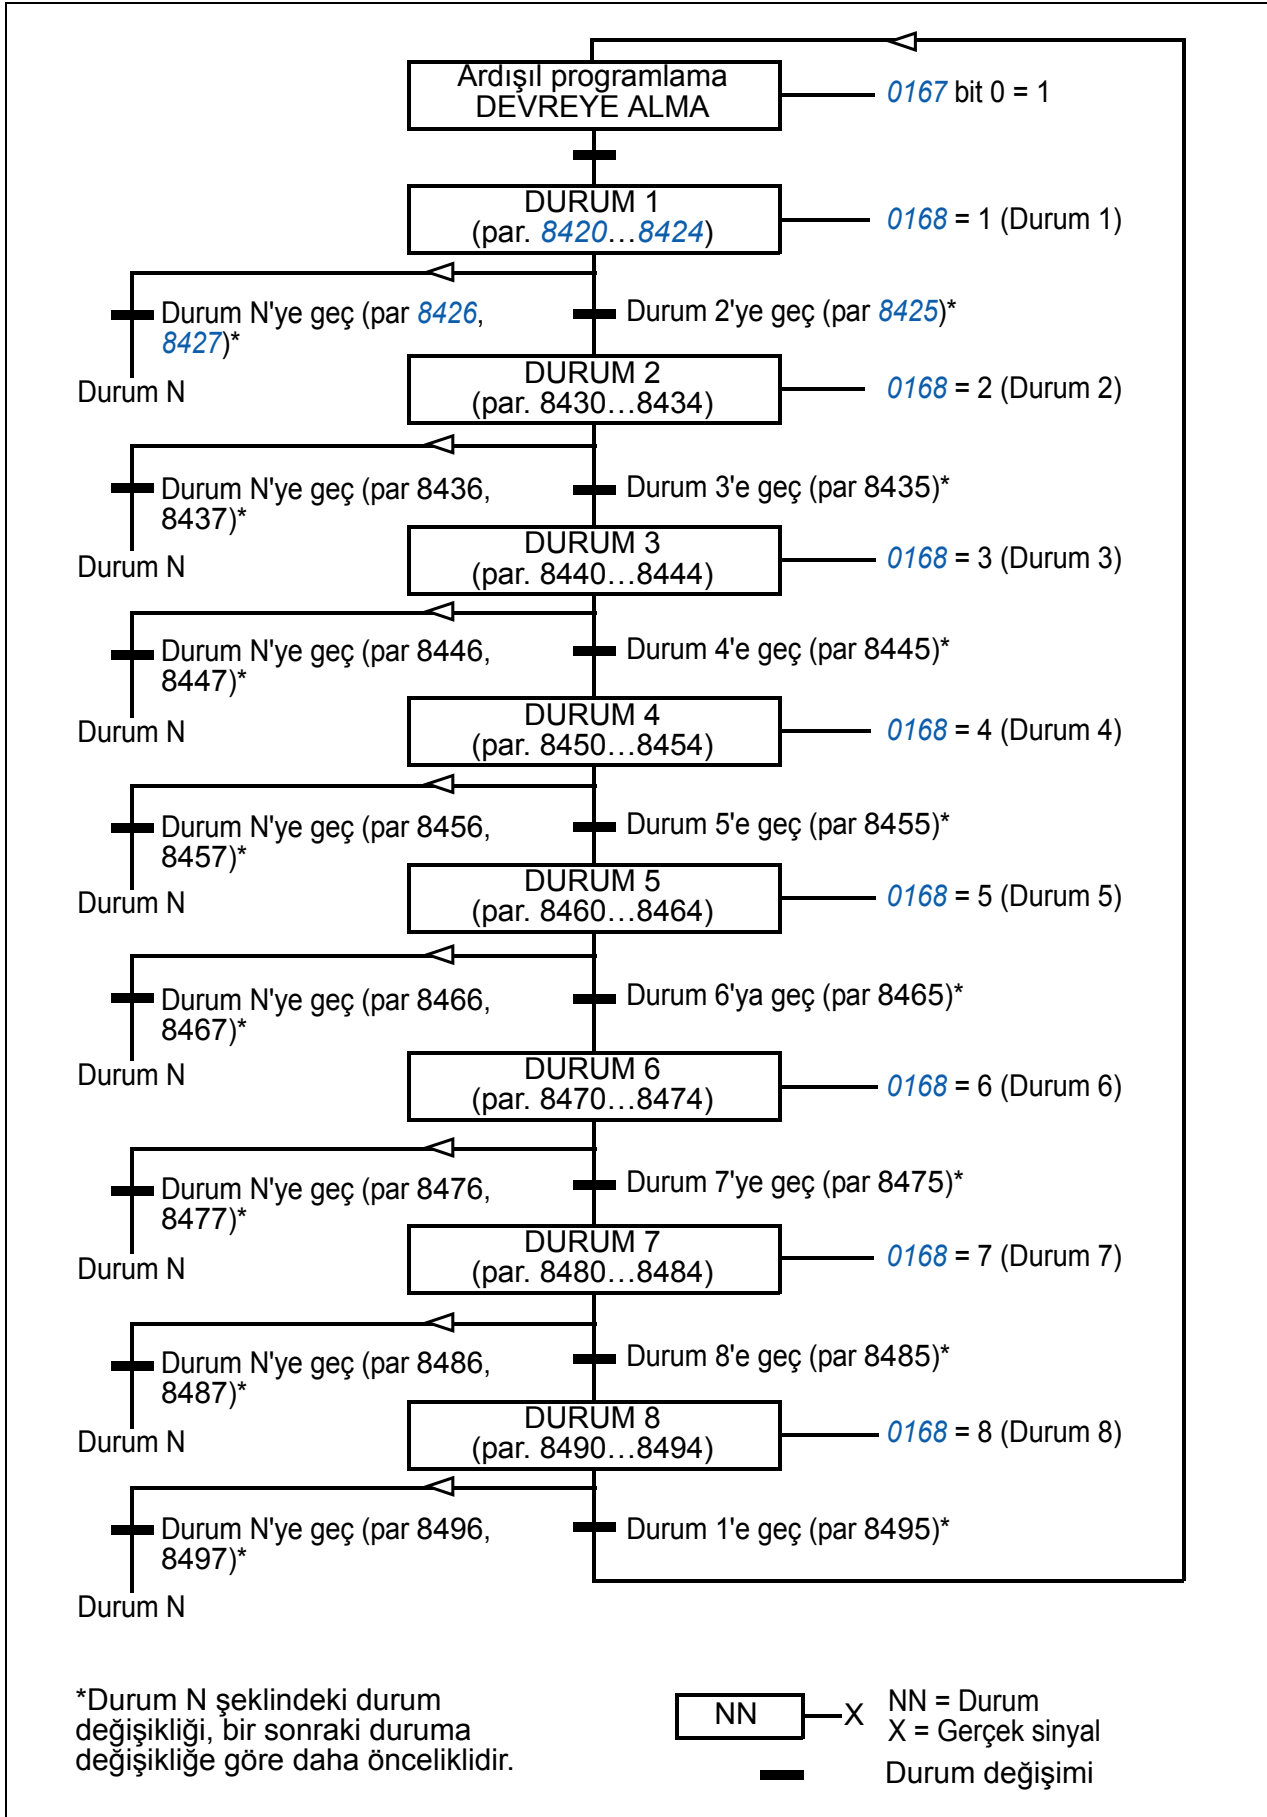 Ardışıl programlama
DEVREYE ALMA
0167 bit 0 = 1
DURUM 1
(par. 8420…8424)
0168 = 1 (Durum 1)
Durum N'ye geç (par 8426,
8427)*
Durum 2'ye geç (par 8425)*
Durum N
DURUM 2
(par. 8430…8434)
0168 = 2 (Durum 2)
Durum N'ye geç (par 8436,
8437)*
Durum 3'e geç (par 8435)*
Durum N
DURUM 3
(par. 8440…8444)
0168 = 3 (Durum 3)
Durum N'ye geç (par 8446,
8447)*
Durum 4'e geç (par 8445)*
Durum N
DURUM 4
(par. 8450…8454)
0168 = 4 (Durum 4)
Durum N'ye geç (par 8456,
8457)*
Durum 5'e geç (par 8455)*
Durum N
DURUM 5
(par. 8460…8464)
0168 = 5 (Durum 5)
Durum N'ye geç (par 8466,
8467)*
Durum 6'ya geç (par 8465)*
Durum N
DURUM 6
(par. 8470…8474)
0168 = 6 (Durum 6)
Durum N'ye geç (par 8476,
8477)*
Durum 7'ye geç (par 8475)*
Durum N
DURUM 7
(par. 8480…8484)
0168 = 7 (Durum 7)
Durum N'ye geç (par 8486,
8487)*
Durum 8'e geç (par 8485)*
Durum N
DURUM 8
(par. 8490…8494)
0168 = 8 (Durum 8)
Durum N'ye geç (par 8496,
8497)*
Durum 1'e geç (par 8495)*
Durum N
*Durum N şeklindeki durum
değişikliği, bir sonraki duruma
değişikliğe göre daha önceliklidir.
NN
X
NN = Durum
X = Gerçek sinyal
Durum değişimi